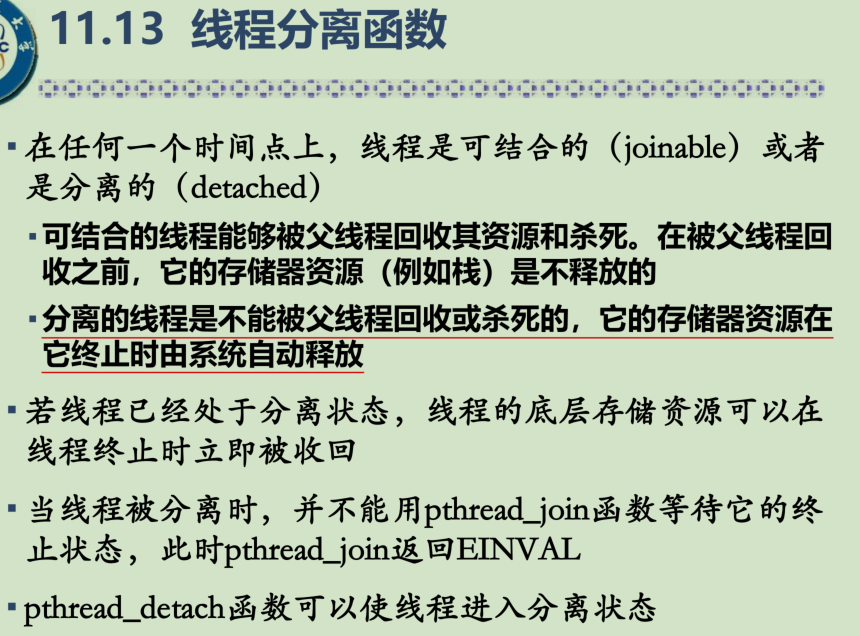 11.13 线程分离函数
▪在任何一个时间点上，线程是可结合的（joinable）或者
是分离的（detached）
▪可结合的线程能够被父线程回收其资源和杀死。在被父线程回
收之前，它的存储器资源（例如栈）是不释放的
▪分离的线程是不能被父线程回收或杀死的，它的存储器资源在
它终止时由系统自动释放
▪若线程已经处于分离状态，线程的底层存储资源可以在
线程终止时立即被收回
▪当线程被分离时，并不能用pthread_join函数等待它的终
止状态，此时pthread_join返回EINVAL
▪pthread_detach函数可以使线程进入分离状态